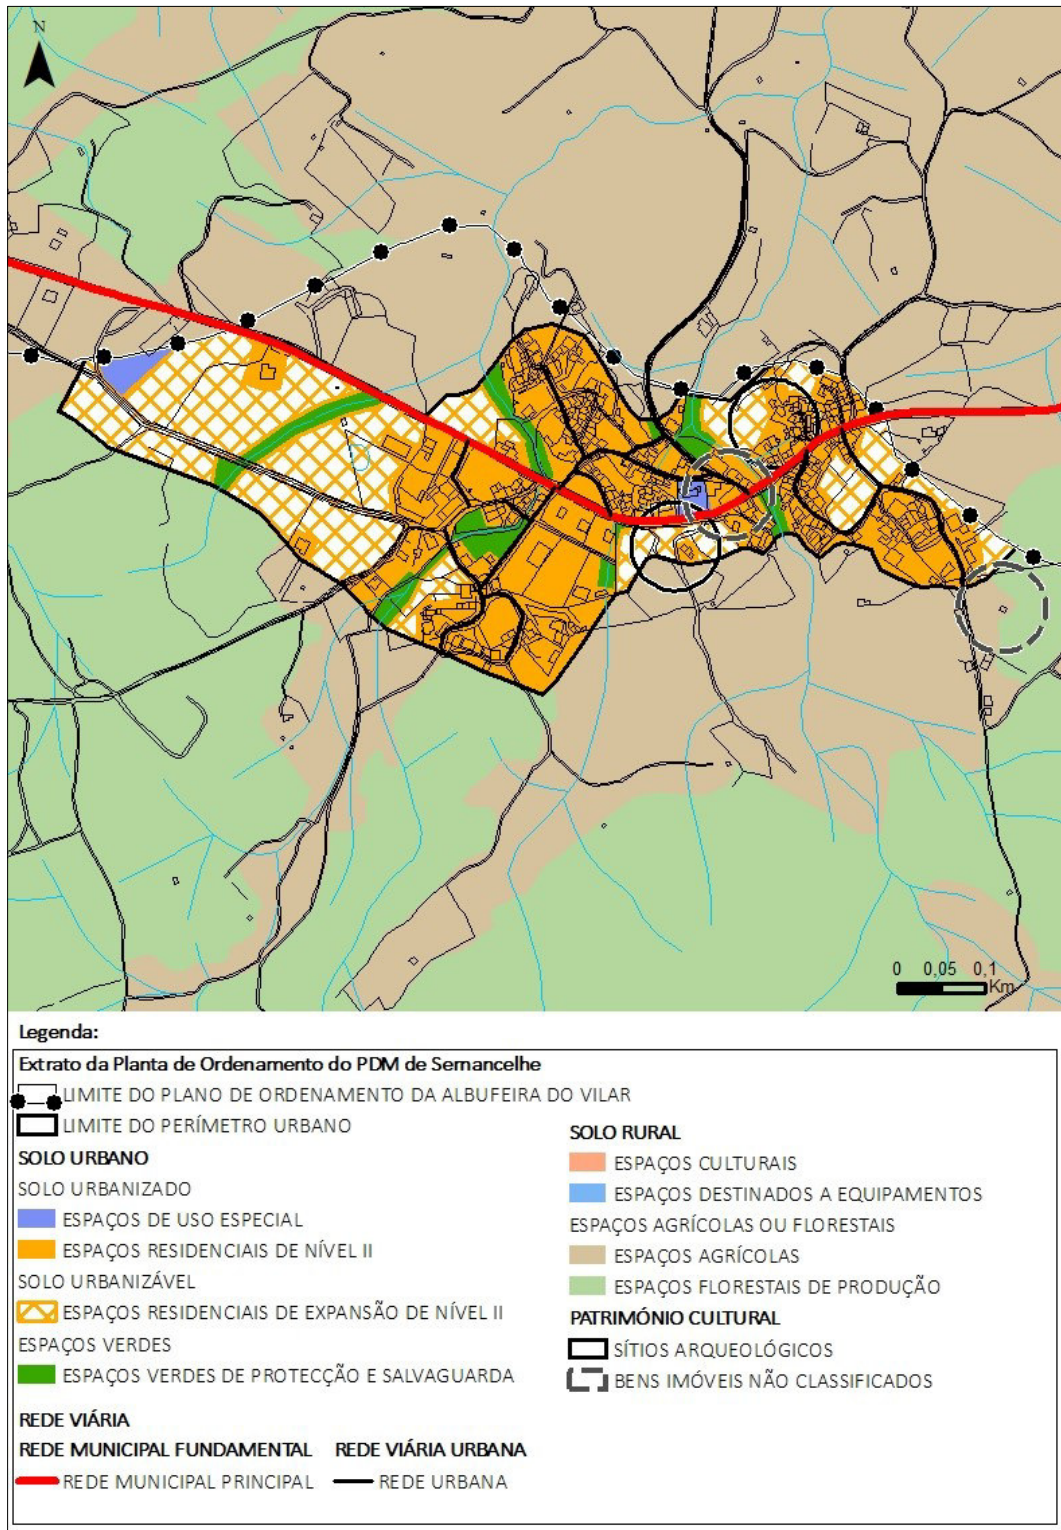 N
0 0,05 0,1
Km
Legenda:
Extrato da Planta de Ordenamento do PDM de Sernancelhe
LIMITE DO PLANO DE ORDENAMENTO DA ALBUFEIRA DO VILAR
LIMITE DO PERÍMETRO URBANO
SOLO URBANO
SOLO URBANIZADO
ESPAÇOS DE USO ESPECIAL
ESPAÇOS RESIDENCIAIS DE NÍVEL II
SOLO URBANIZÁVEL
ESPAÇOS RESIDENCIAIS DE EXPANSÃO DE NÍVEL II
ESPAÇOS VERDES
ESPAÇOS VERDES DE PROTECÇÃO E SALVAGUARDA
REDE VIÁRIA
REDE MUNICIPAL FUNDAMENTAL REDE VIÁRIA URBANA
REDE MUNICIPAL PRINCIPAL REDE URBANA
SOLO RURAL
ESPAÇOS CULTURAIS
ESPAÇOS DESTINADOS A EQUIPAMENTOS
ESPAÇOS AGRÍCOLAS OU FLORESTAIS
ESPAÇOS AGRÍCOLAS
ESPAÇOS FLORESTAIS DE PRODUÇÃO
PATRIMÓNIO CULTURAL
SÍTIOS ARQUEOLÓGICOS
BENS IMÓVEIS NÃO CLASSIFICADOS